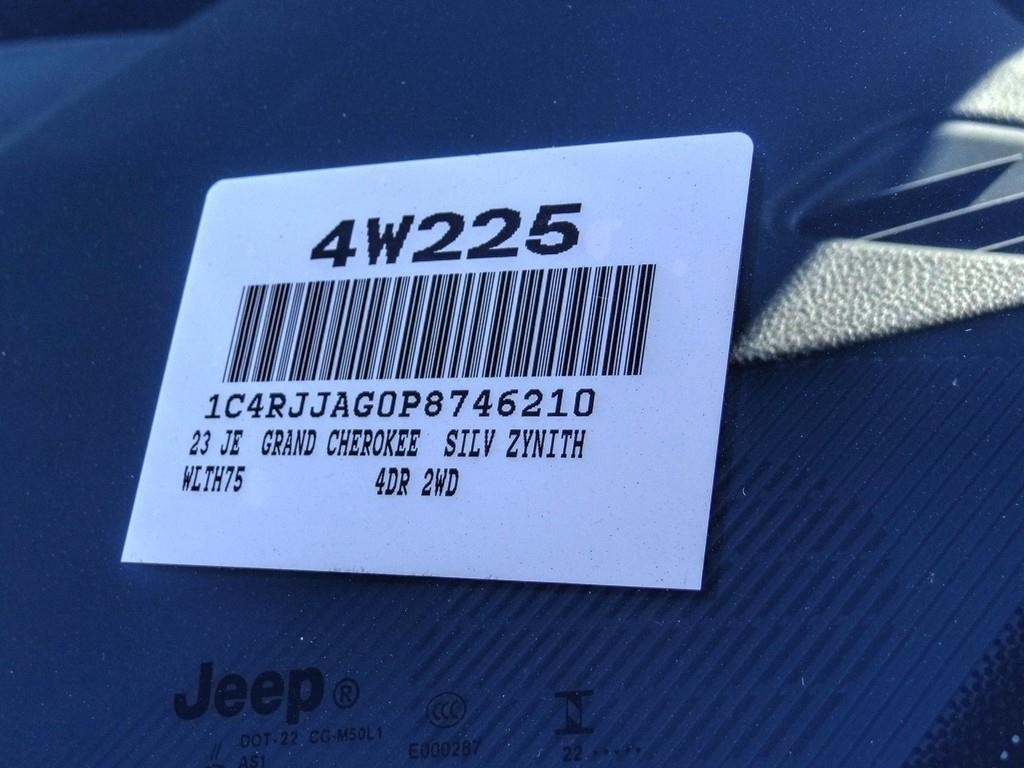 4W225
1C4RJJAG0P8746210
23 JE GRAND CHEROKEE SILV ZYNITH
WLTH75 4DR 2WD
Jeep®
DOT-22 CG-M50L1
AS1
CCC
E000287
22 .....